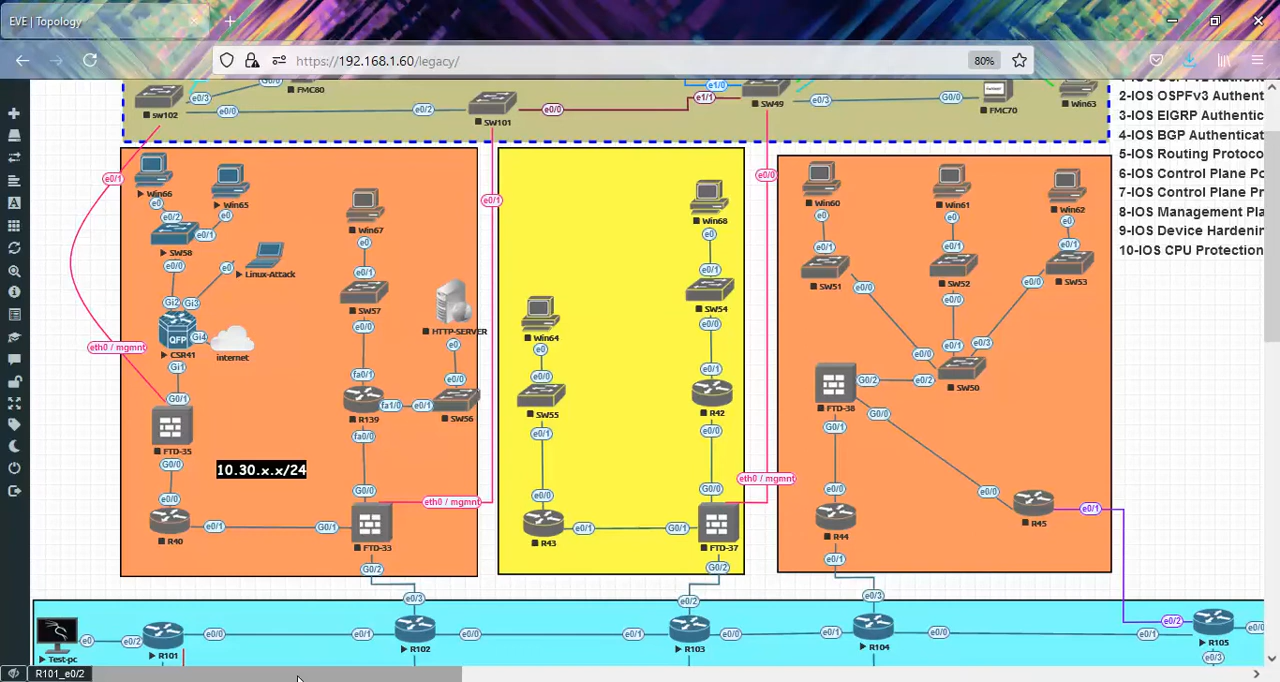 EVE | Topology
https://192.168.1.60/legacy/
80%
FMC80
sw102
e0/3
e0/0
e0/2
SW101
e0/0
e1/1
e1/0
SW49
e0/3
G0/0
FMC70
Win63
2-IOS OSPFv3 Authent
3-IOS EIGRP Authentic
4-IOS BGP Authenticat
5-IOS Routing Protoco
6-IOS Control Plane Po
7-IOS Control Plane Pr
8-IOS Management Pla
9-IOS Device Hardenin
10-IOS CPU Protection
e0/1
Win66
Win65
e0
e0/2
e0
SW58
e0/1
e0/0
e0
Linux-Attack
Gi2
Gi3
QFP
Gi4
CSR41
internet
eth0 / mgmnt
Gi1
G0/1
FTD-35
G0/0
10.30.x.x/24
e0/0
R40
e0/1
G0/1
FTD-33
G0/2
Win67
e0
e0/1
SW57
e0/0
HTTP-SERVER
e0
e0/0
fa0/1
R139
fa1/0
e0/1
SW56
fa0/0
G0/0
eth0 / mgmnt
e0/1
Win64
e0
e0/0
SW55
e0/1
e0/0
R43
e0/1
G0/1
FTD-37
G0/2
Win68
e0
e0/1
SW54
e0/0
e0/1
R42
e0/0
G0/0
eth0 / mgmnt
e0/0
Win60
e0
e0/1
SW51
e0/0
Win61
e0
e0/1
SW52
e0/0
Win62
e0
e0/1
SW53
e0/0
e0/0
e0/1
e0/3
SW50
e0/2
G0/2
FTD-38
G0/0
G0/1
e0/0
R44
e0/1
e0/0
R45
e0/1
e0/3
e0/2
e0/3
e0/2
Test-pc
e0
e0/2
R101
e0/0
e0/1
R102
e0/0
e0/1
R103
e0/0
e0/1
R104
e0/0
e0/1
R105
e0/3
R101_e0/2